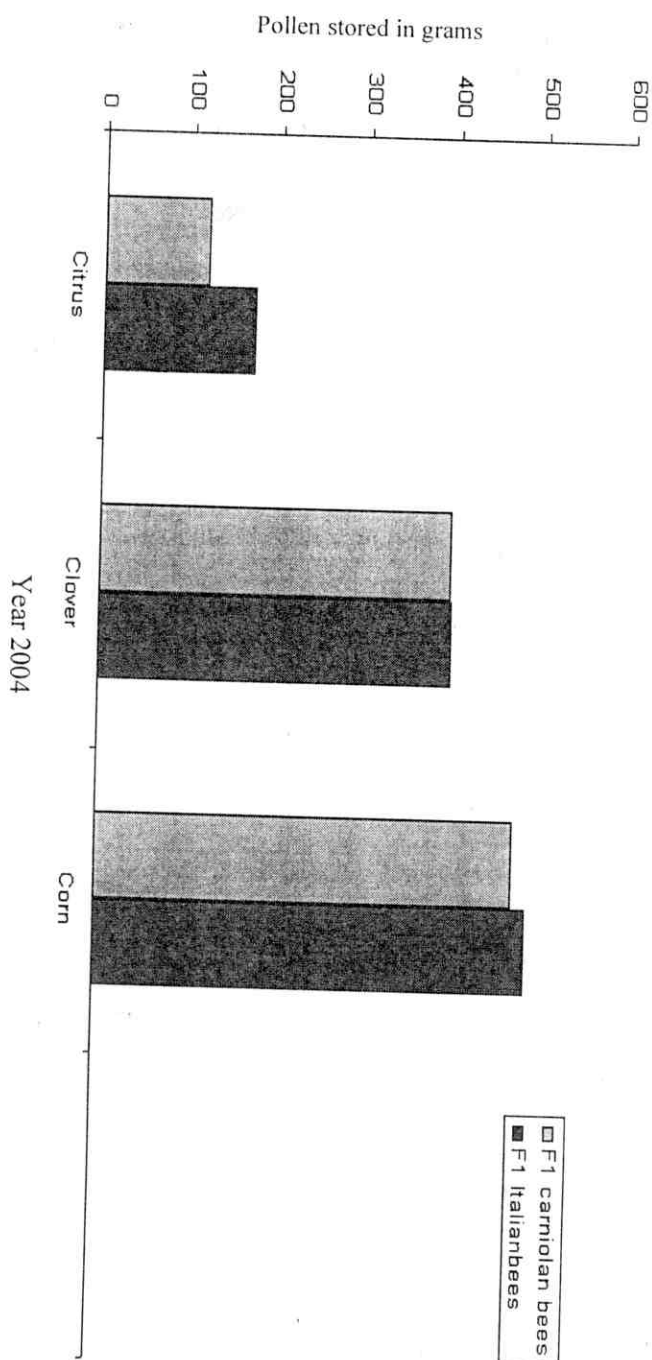 Pollen stored in grams
600
500
400
300
200
100
0
Citrus
Clover
Corn
Year 2004
F1 carniolan bees
F1 Italianbees